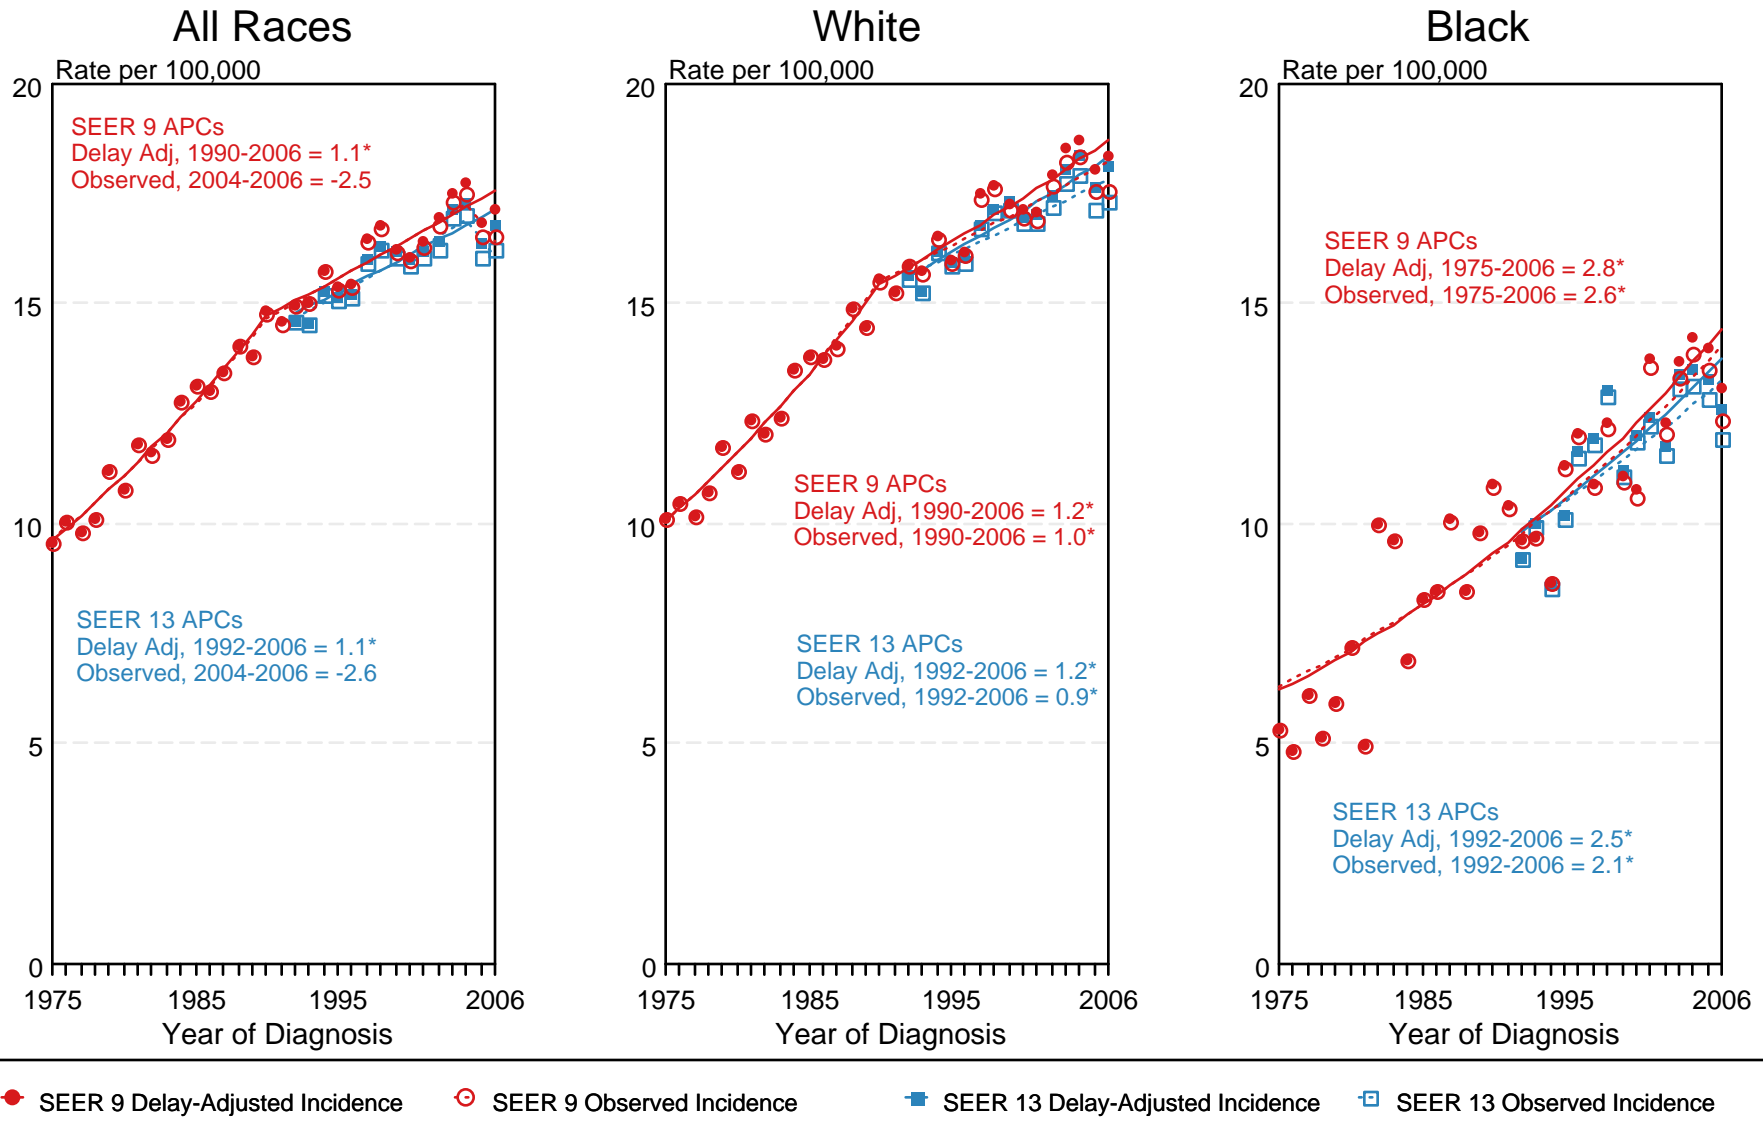 All Races
Rate per 100,000
20
SEER 9 APCs
Delay Adj, 1990-2006 = 1.1*
Observed, 2004-2006 = -2.5
15
10
SEER 13 APCs
Delay Adj, 1992-2006 = 1.1*
Observed, 2004-2006 = -2.6
5
0
1975 1985 1995 2006
Year of Diagnosis
White
Rate per 100,000
20
15
SEER 9 APCs
Delay Adj, 1990-2006 = 1.2*
Observed, 1990-2006 = 1.0*
10
SEER 13 APCs
Delay Adj, 1992-2006 = 1.2*
Observed, 1992-2006 = 0.9*
5
0
1975 1985 1995 2006
Year of Diagnosis
Black
Rate per 100,000
20
SEER 9 APCs
Delay Adj, 1975-2006 = 2.8*
Observed, 1975-2006 = 2.6*
15
10
5
SEER 13 APCs
Delay Adj, 1992-2006 = 2.5*
Observed, 1992-2006 = 2.1*
0
1975 1985 1995 2006
Year of Diagnosis
SEER 9 Delay-Adjusted Incidence
SEER 9 Observed Incidence
SEER 13 Delay-Adjusted Incidence
SEER 13 Observed Incidence